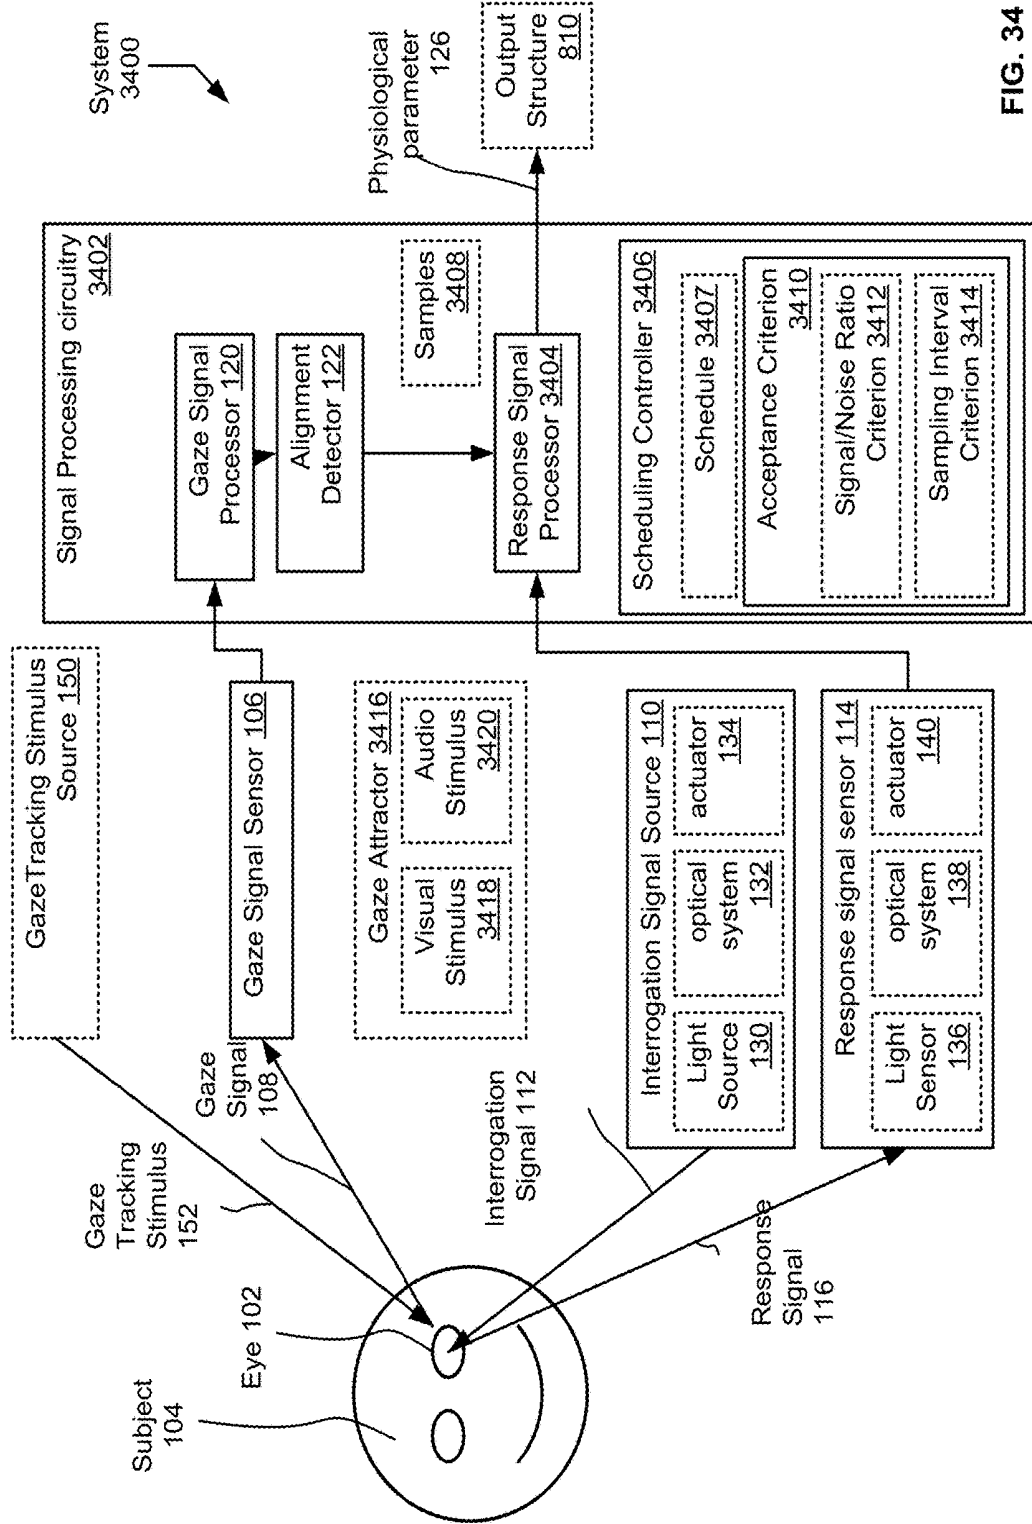 System
3400
GazeTracking Stimulus
Source 150
Gaze
Tracking
Stimulus
152
Gaze
Signal
108
Gaze Signal Sensor 106
Subject
104
Eye 102
Gaze Attractor 3416
Visual
Stimulus
3418
Audio
Stimulus
3420
Interrogation
Signal 112
Interrogation Signal Source 110
Light
Source
130
optical
system
132
actuator
134
Response
Signal
116
Response signal sensor 114
Light
Sensor
136
optical
system
138
actuator
140
Signal Processing circuitry
3402
Gaze Signal
Processor 120
Alignment
Detector 122
Samples
3408
Response Signal
Processor 3404
Scheduling Controller 3406
Schedule 3407
Acceptance Criterion
3410
Signal/Noise Ratio
Criterion 3412
Sampling Interval
Criterion 3414
Physiological
parameter
126
Output
Structure
810
FIG. 34